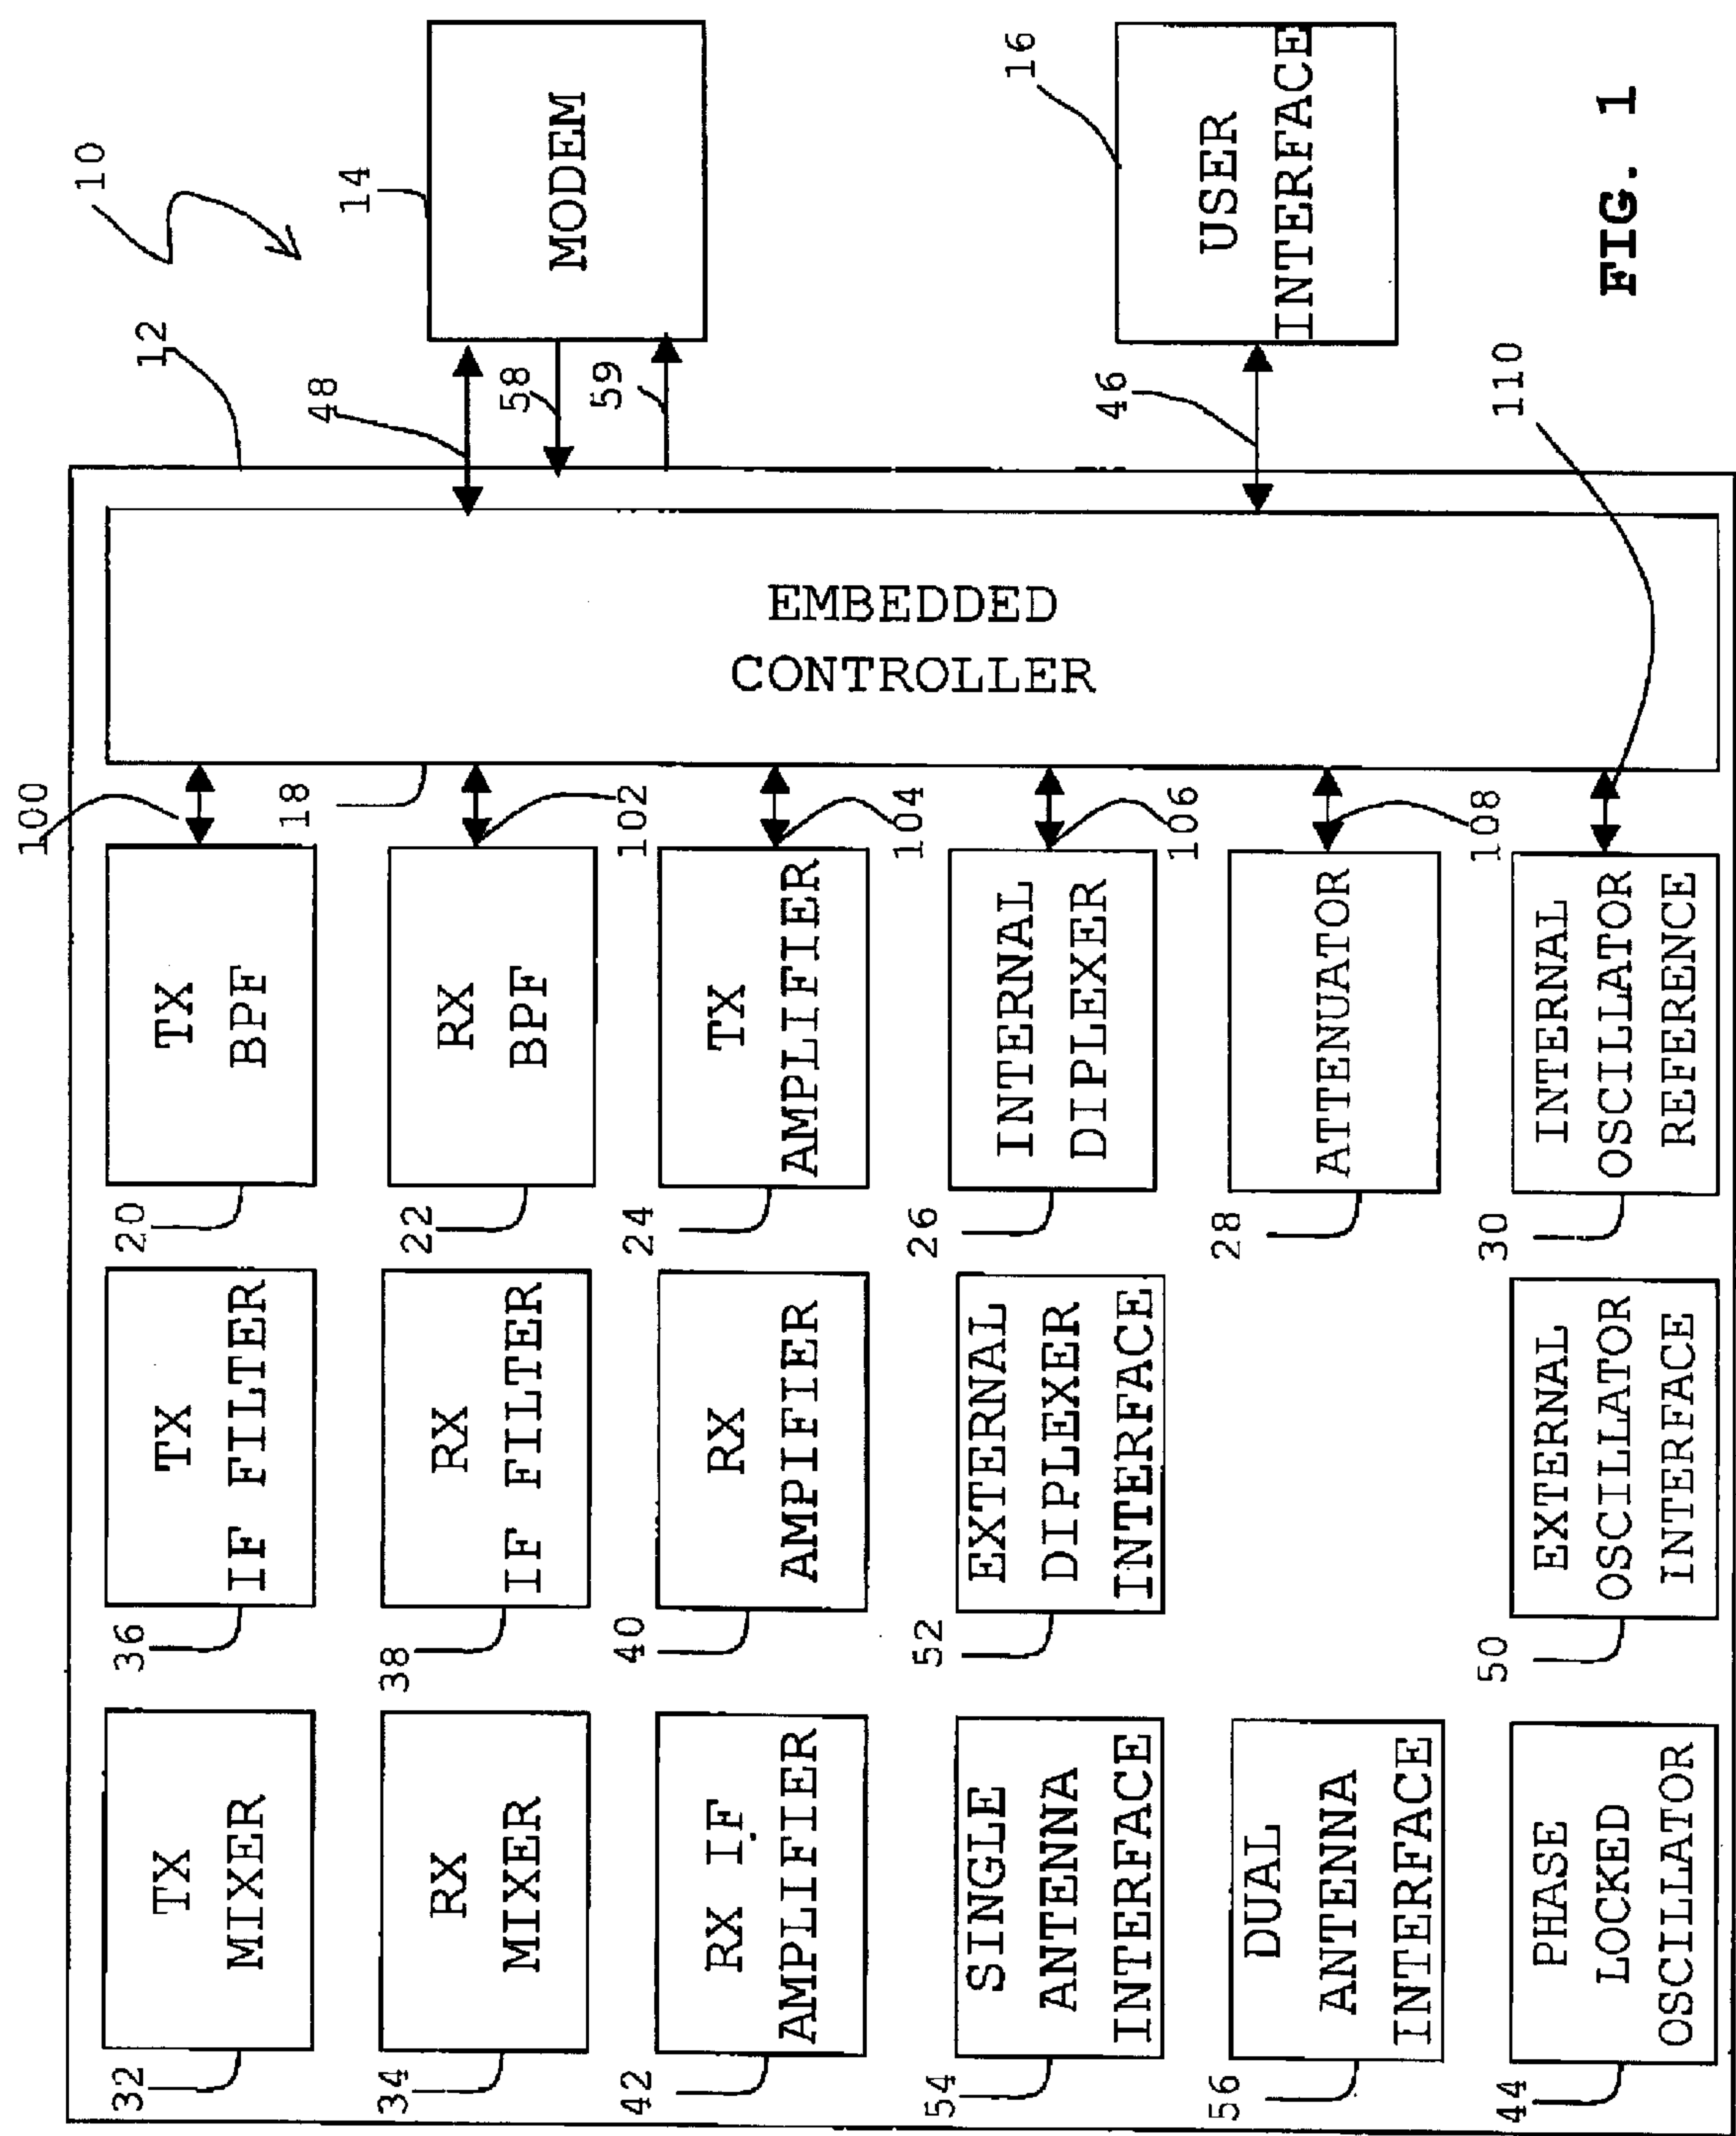 10
12
100
32
TX
MIXER
36
TX
IF FILTER
20
TX
BPF
18
48
14
MODEM
58
59
34
RX
MIXER
38
RX
IF FILTER
22
RX
BPF
102
42
RX IF
AMPLIFIER
40
RX
AMPIFIER
24
TX
AMPLIFIER
104
EMBEDDED
CONTROLLER
54
SINGLE
ANTENNA
INTERFACE
52
EXTERNAL
DIPLEXER
INTERFACE
26
INTERNAL
DIPLEXER
106
46
16
USER
INTERFACE
56
DUAL
ANTENNA
INTERFACE
28
ATTENUATOR
108
44
PHASE
LOCKED
OSCILLATOR
50
EXTERNAL
OSCILLATOR
INTERFACE
30
INTERNAL
OSCILLATOR
REFERENCE
110
FIG. 1